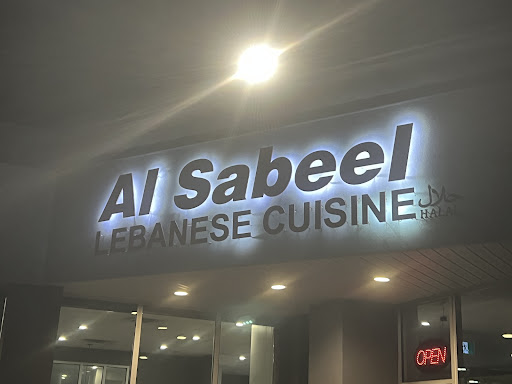 Al Sabeel
LEBANESE CUISINE
حلال
HALAL
OPEN